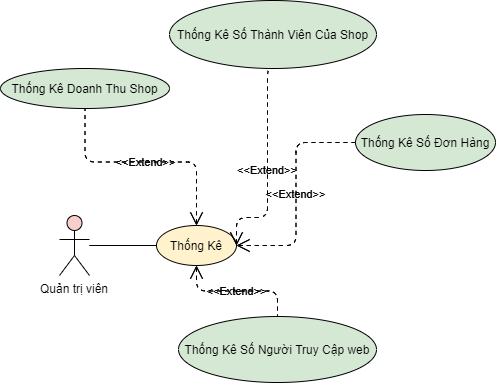 Thống Kê Số Thành Viên Của Shop
Thống Kê Doanh Thu Shop
Thống Kê Số Đơn Hàng
<<Extend>>
<<Extend>>
<<Extend>>
Thống Kê
Quản trị viên
<<Extend>>
Thống Kê Số Người Truy Cập web